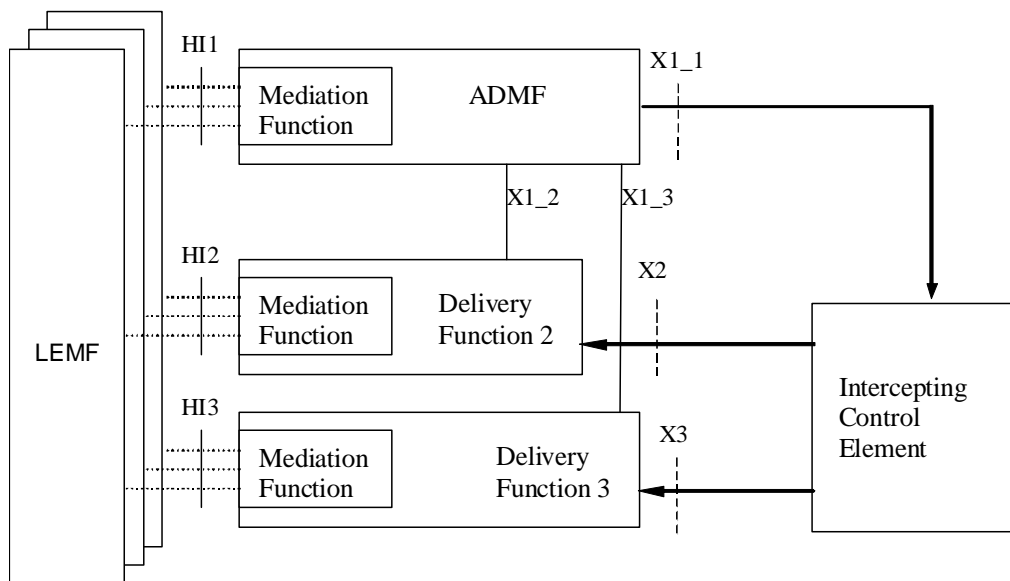 HI1
Mediation
Function
ADMF
X1_1
X1_2
X1_3
HI2
Mediation
Function
Delivery
Function 2
X2
LEMF
HI3
Mediation
Function
Delivery
Function 3
X3
Intercepting
Control
Element